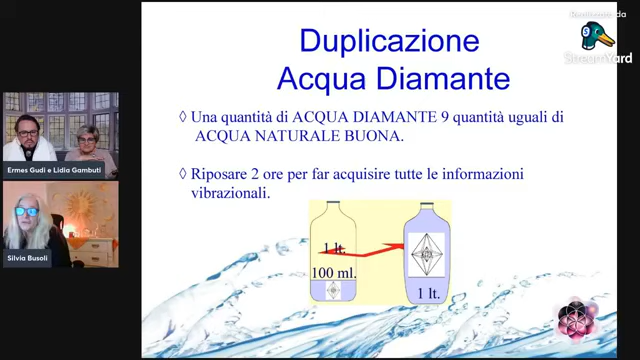 Duplicazione
Acqua Diamante
◊ Una quantità di ACQUA DIAMANTE 9 quantità uguali di
ACQUA NATURALE BUONA.
◊ Riposare 2 ore per far acquisire tutte le informazioni
vibrazionali.
1 lt.
100 ml.
1 lt.
Ermes Gudi e Lidia Gambuti
Silvia Busoli
StreamYard